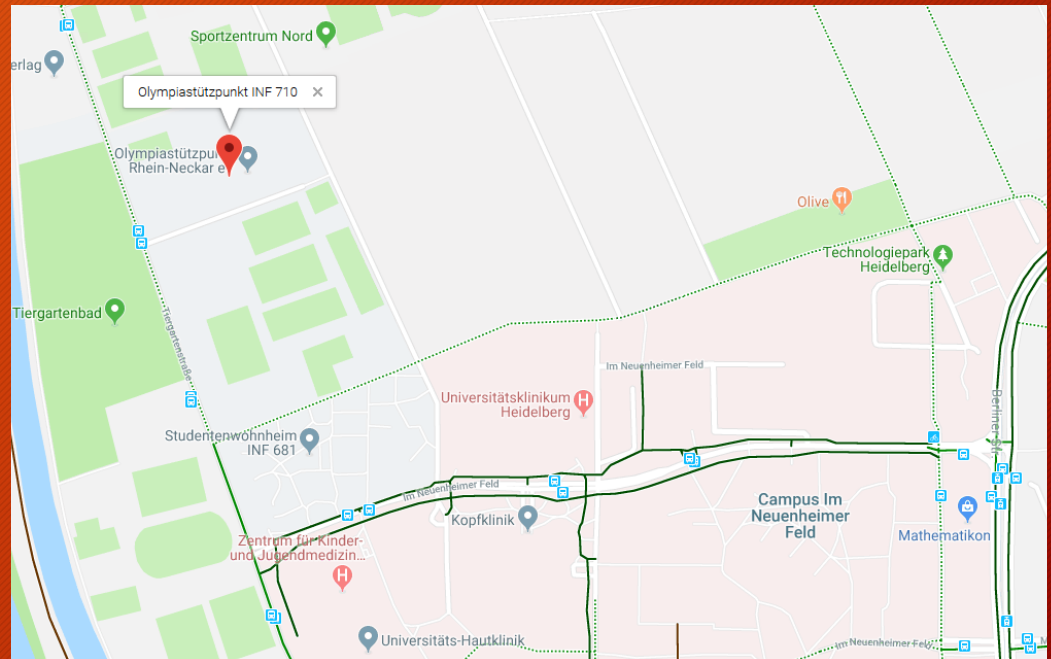 Sportzentrum Nord
erlag
Olympiastützpunkt INF 710
Olympiastützpu
Rhein-Neckar e
Olive
Technologiepark
Heidelberg
Tiergartenbad
Tiergartenstraße
Im Neuenheimer Feld
Universitätsklinikum
Heidelberg
Berliner Str.
Studentenwohnheim
INF 681
Im Neuenheimer Feld
Campus Im
Neuenheimer
Feld
Kopfklinik
Mathematikon
Zentrum für Kinder-
und Jugendmedizin...
Universitäts-Hautklinik
Im Neuenheimer Feld